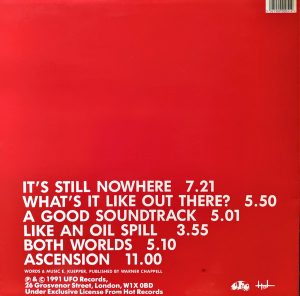 IT'S STILL NOWHERE 7.21
WHAT'S IT LIKE OUT THERE? 5.50
A GOOD SOUNDTRACK 5.01
LIKE AN OIL SPILL 3.55
BOTH WORLDS 5.10
ASCENSION 11.00
WORDS & MUSIC E. KUEPPER. PUBLISHED BY WARNER CHAPPELL
℗ & © 1991 UFO Records,
26 Grosvenor Street, London, W1X 0BD
Under Exclusive License From Hot Records